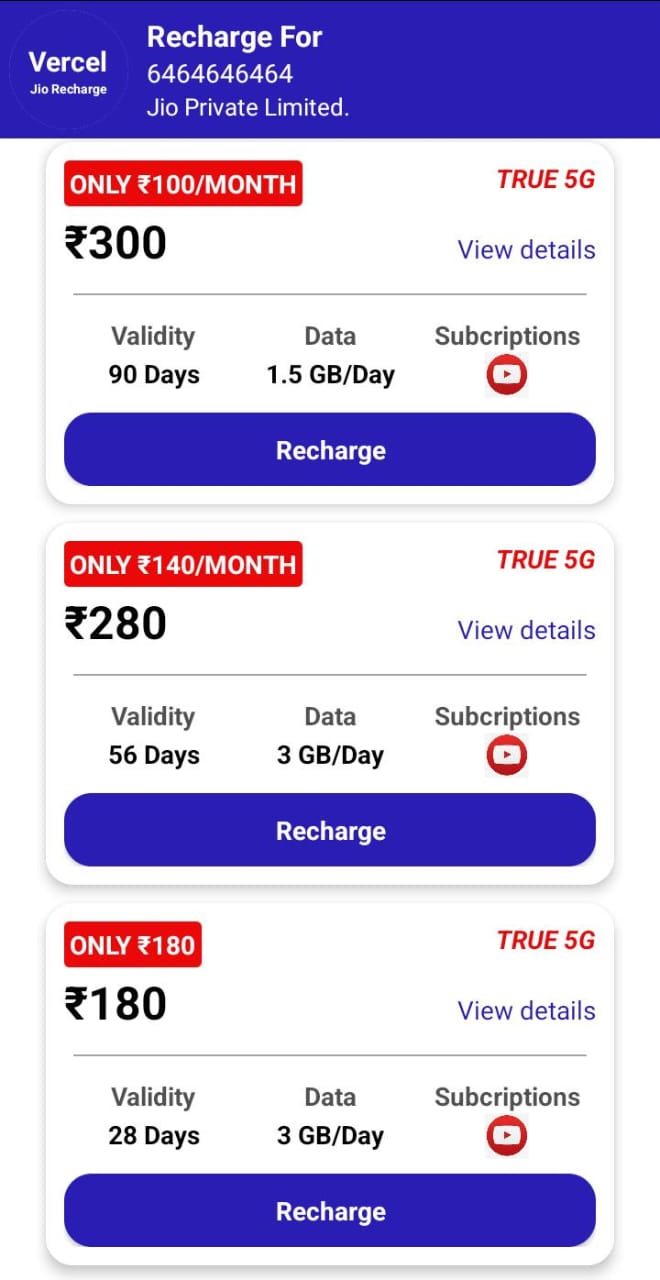 Vercel
Jio Recharge
Recharge For
6464646464
Jio Private Limited.
ONLY ₹100/MONTH
TRUE 5G
₹300
View details
Validity
Data
Subcriptions
90 Days
1.5 GB/Day
Recharge
ONLY ₹140/MONTH
TRUE 5G
₹280
View details
Validity
Data
Subcriptions
56 Days
3 GB/Day
Recharge
ONLY ₹180
TRUE 5G
₹180
View details
Validity
Data
Subcriptions
28 Days
3 GB/Day
Recharge